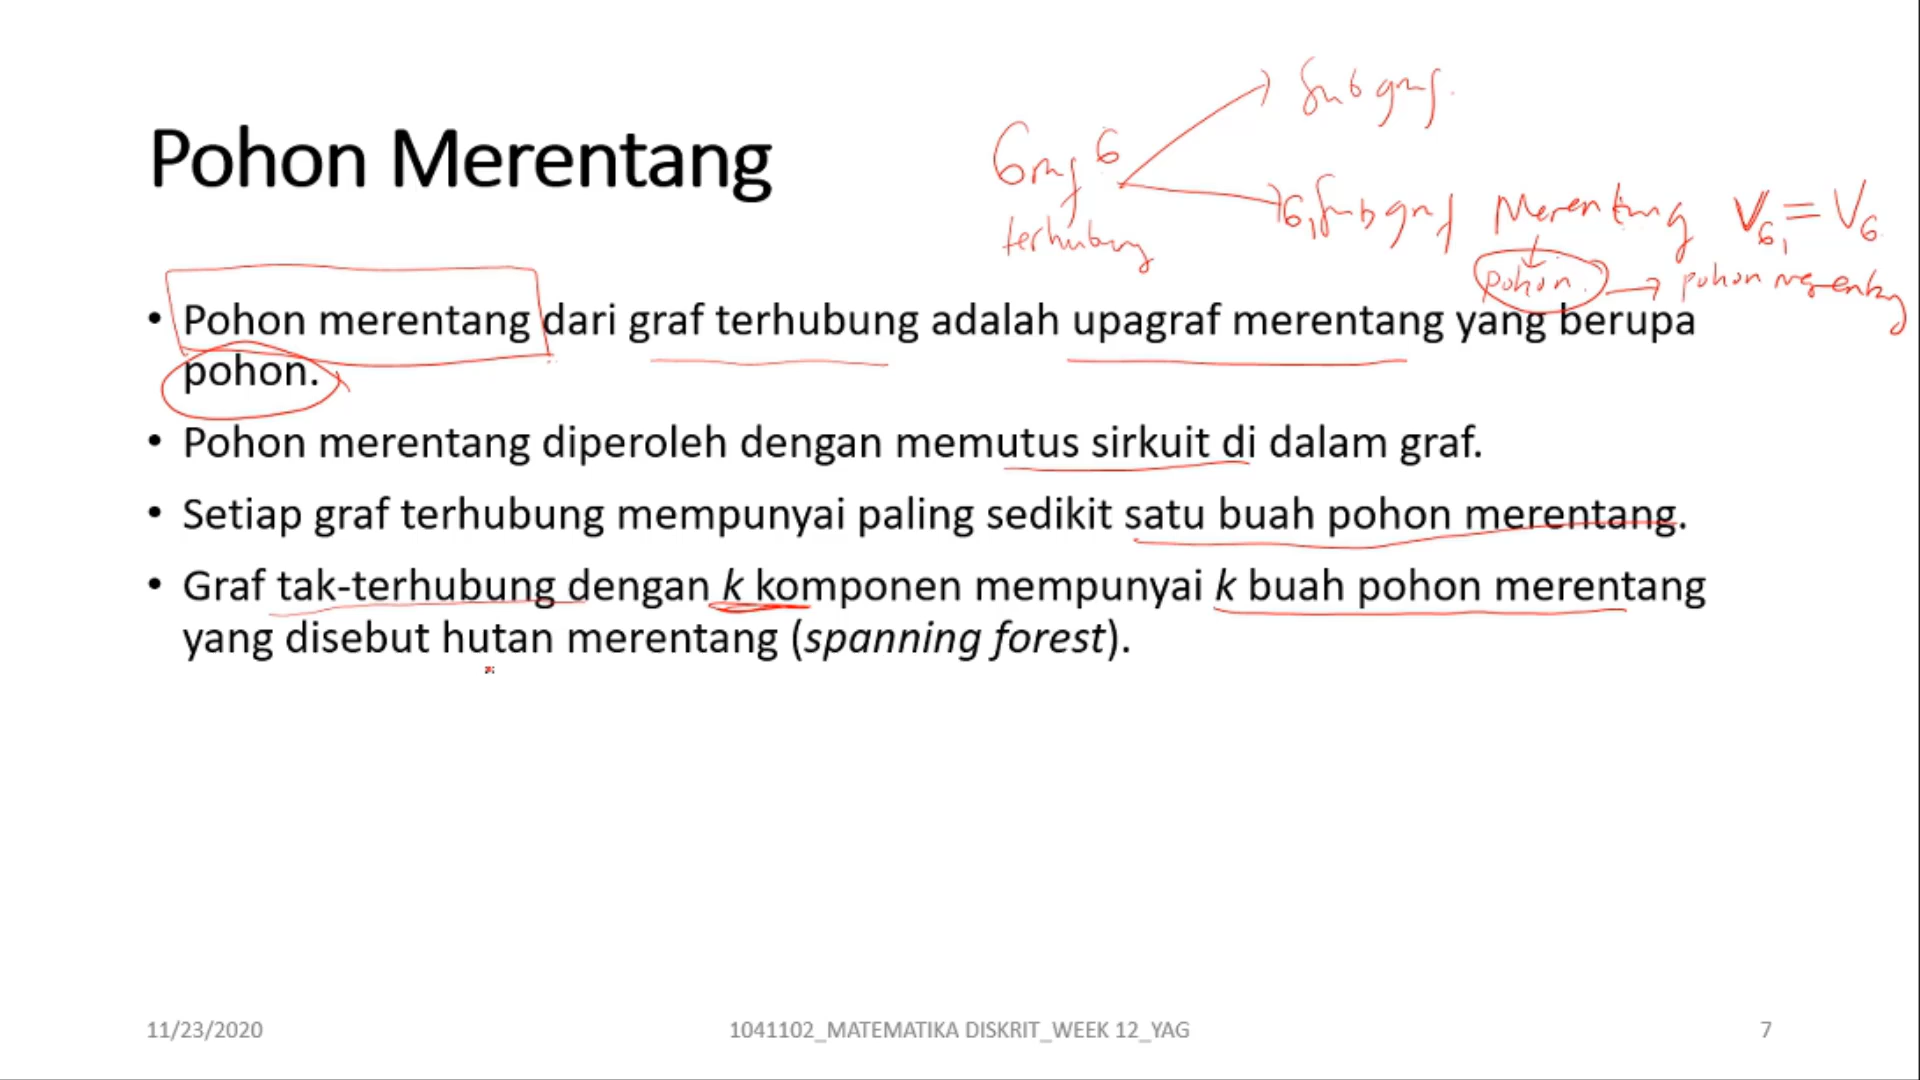 Subgraf.
Pohon Merentang
Graf G
G₁ Subgraf Merentang V_G₁ = V_G
terhubung
pohon. → pohon merentang
• Pohon merentang dari graf terhubung adalah upagraf merentang yang berupa
pohon.
• Pohon merentang diperoleh dengan memutus sirkuit di dalam graf.
• Setiap graf terhubung mempunyai paling sedikit satu buah pohon merentang.
• Graf tak-terhubung dengan k komponen mempunyai k buah pohon merentang
yang disebut hutan merentang (spanning forest).
11/23/2020
1041102_MATEMATIKA DISKRIT_WEEK 12_YAG
7